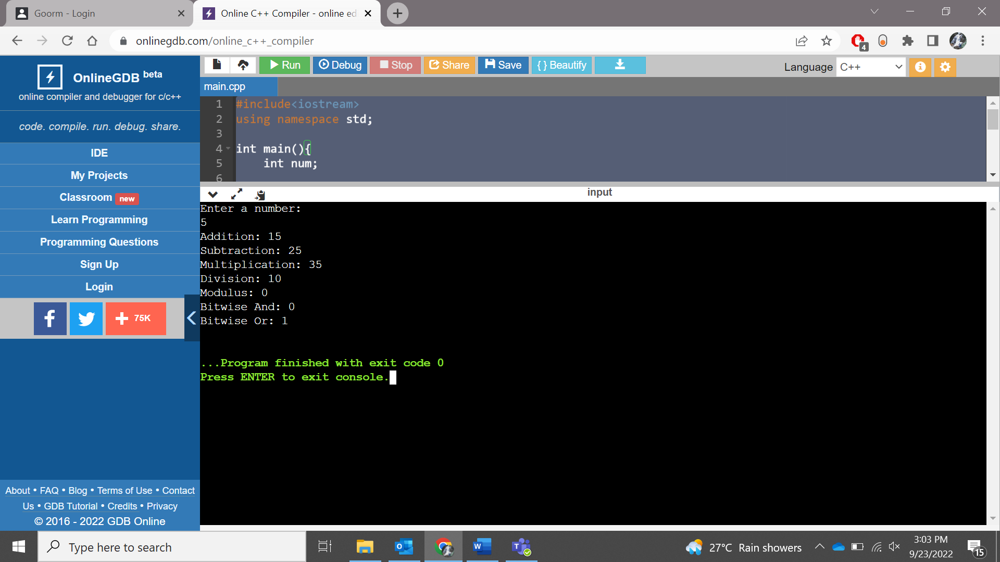 Goorm - Login
Online C++ Compiler - online ed
onlinegdb.com/online_c++_compiler
4
OnlineGDB beta
online compiler and debugger for c/c++
code. compile. run. debug. share.
IDE
My Projects
Classroom new
Learn Programming
Programming Questions
Sign Up
Login
75K
About • FAQ • Blog • Terms of Use • Contact
Us • GDB Tutorial • Credits • Privacy
© 2016 - 2022 GDB Online
Run Debug Stop Share Save { } Beautify
Language C++
main.cpp
1 #include<iostream>
2 using namespace std;
3
4 int main(){
5 int num;
6
input
Enter a number:
5
Addition: 15
Subtraction: 25
Multiplication: 35
Division: 10
Modulus: 0
Bitwise And: 0
Bitwise Or: 1
...Program finished with exit code 0
Press ENTER to exit console.
Type here to search
27°C Rain showers
3:03 PM
9/23/2022
15